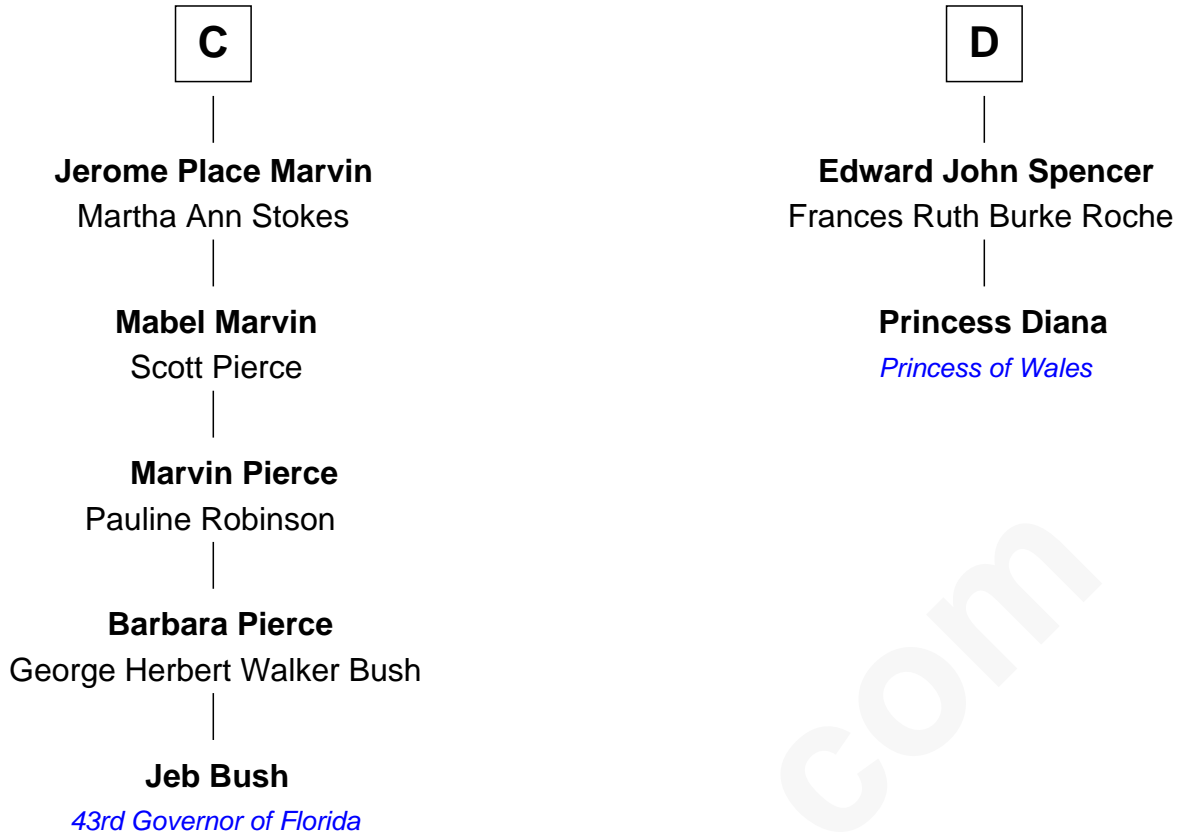 C
Jerome Place Marvin
Martha Ann Stokes
Mabel Marvin
Scott Pierce
Marvin Pierce
Pauline Robinson
Barbara Pierce
George Herbert Walker Bush
Jeb Bush
43rd Governor of Florida
D
Edward John Spencer
Frances Ruth Burke Roche
Princess Diana
Princess of Wales
com